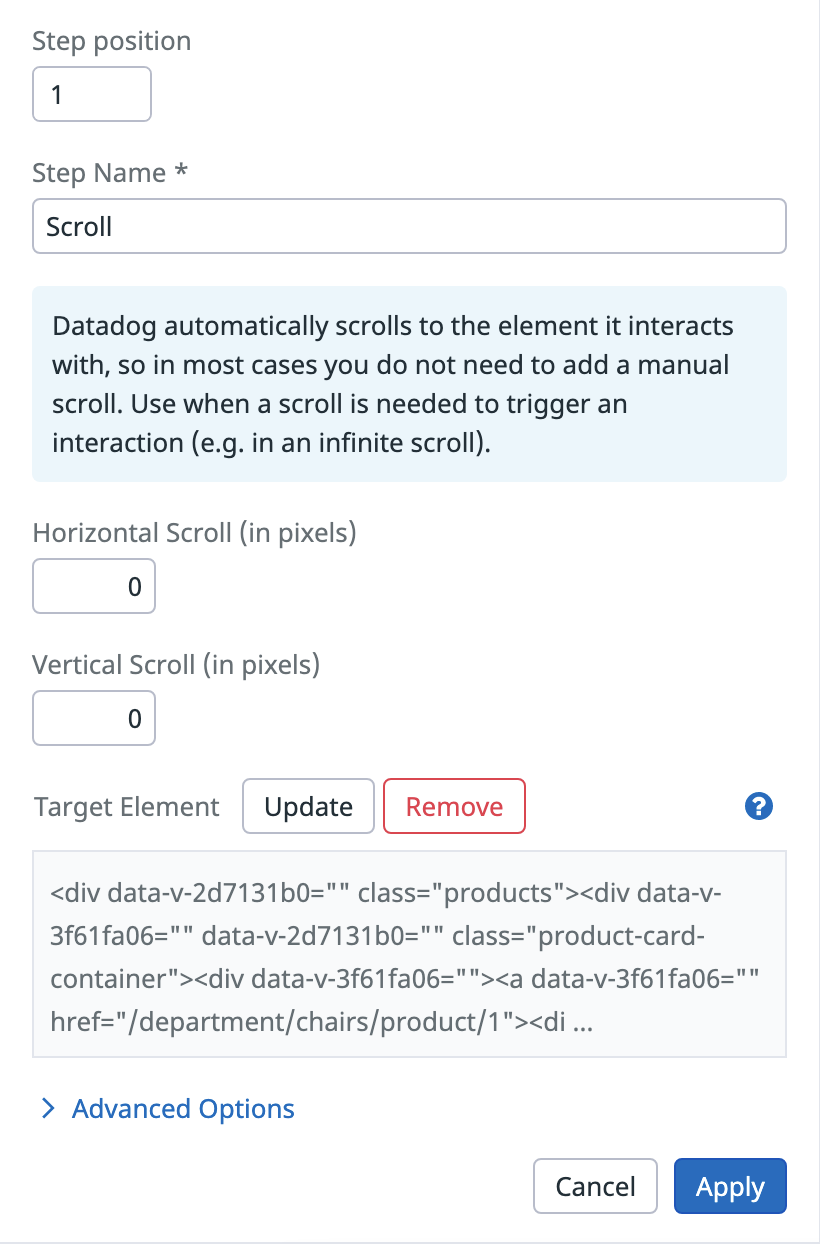 Step position
1
Step Name *
Scroll
Datadog automatically scrolls to the element it interacts
with, so in most cases you do not need to add a manual
scroll. Use when a scroll is needed to trigger an
interaction (e.g. in an infinite scroll).
Horizontal Scroll (in pixels)
0
Vertical Scroll (in pixels)
0
Target Element Update Remove ?
<div data-v-2d7131b0="" class="products"><div data-v-
3f61fa06="" data-v-2d7131b0="" class="product-card-
container"><div data-v-3f61fa06=""><a data-v-3f61fa06=""
href="/department/chairs/product/1"><di ...
Advanced Options
Cancel Apply